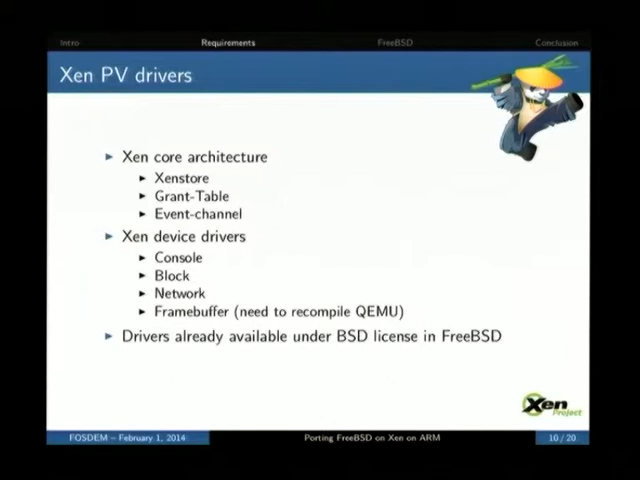 Intro Requirements FreeBSD Conclusion
Xen PV drivers
Xen core architecture
Xenstore
Grant-Table
Event-channel
Xen device drivers
Console
Block
Network
Framebuffer (need to recompile QEMU)
Drivers already available under BSD license in FreeBSD
Xen
Project
FOSDEM – February 1, 2014 Porting FreeBSD on Xen on ARM 10 / 20